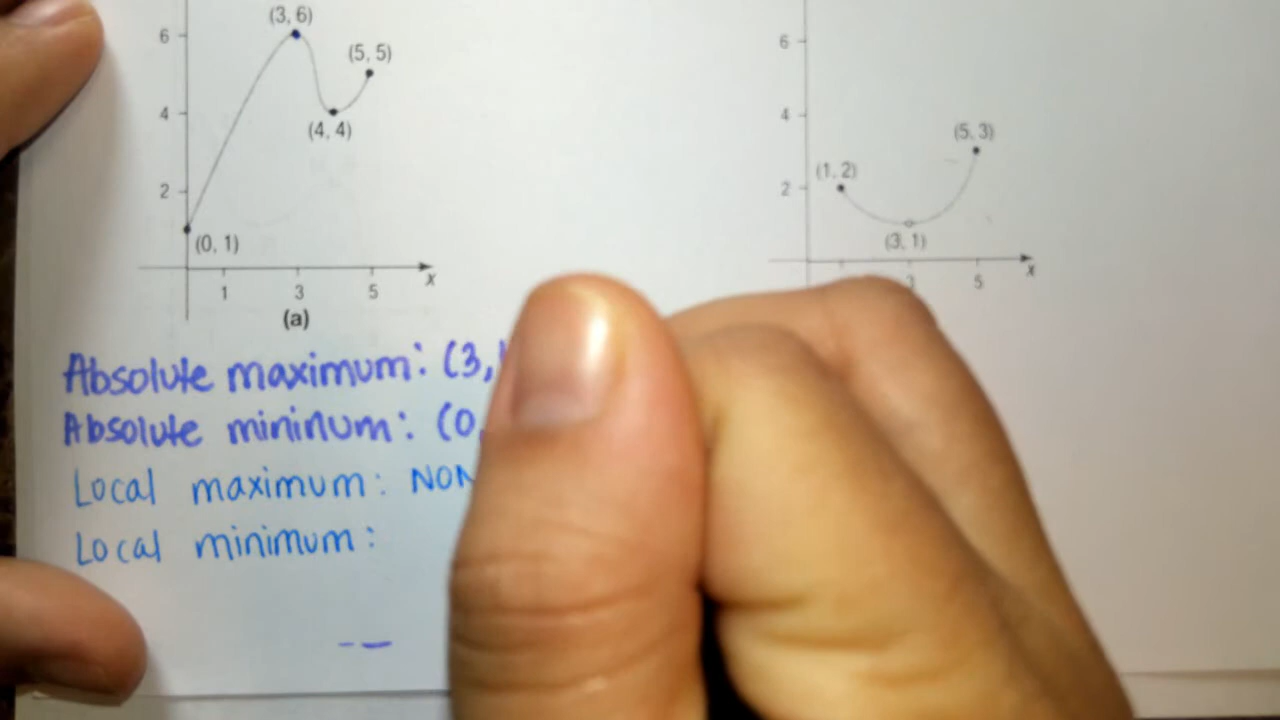 (3, 6)
6
(5, 5)
4
(4, 4)
2
(0, 1)
1 3 5 x
(a)
6
4
(5, 3)
(1, 2)
2
(3, 1)
5 x
Absolute maximum: (3,
Absolute mininum: (0,
Local maximum: NON
Local minimum: